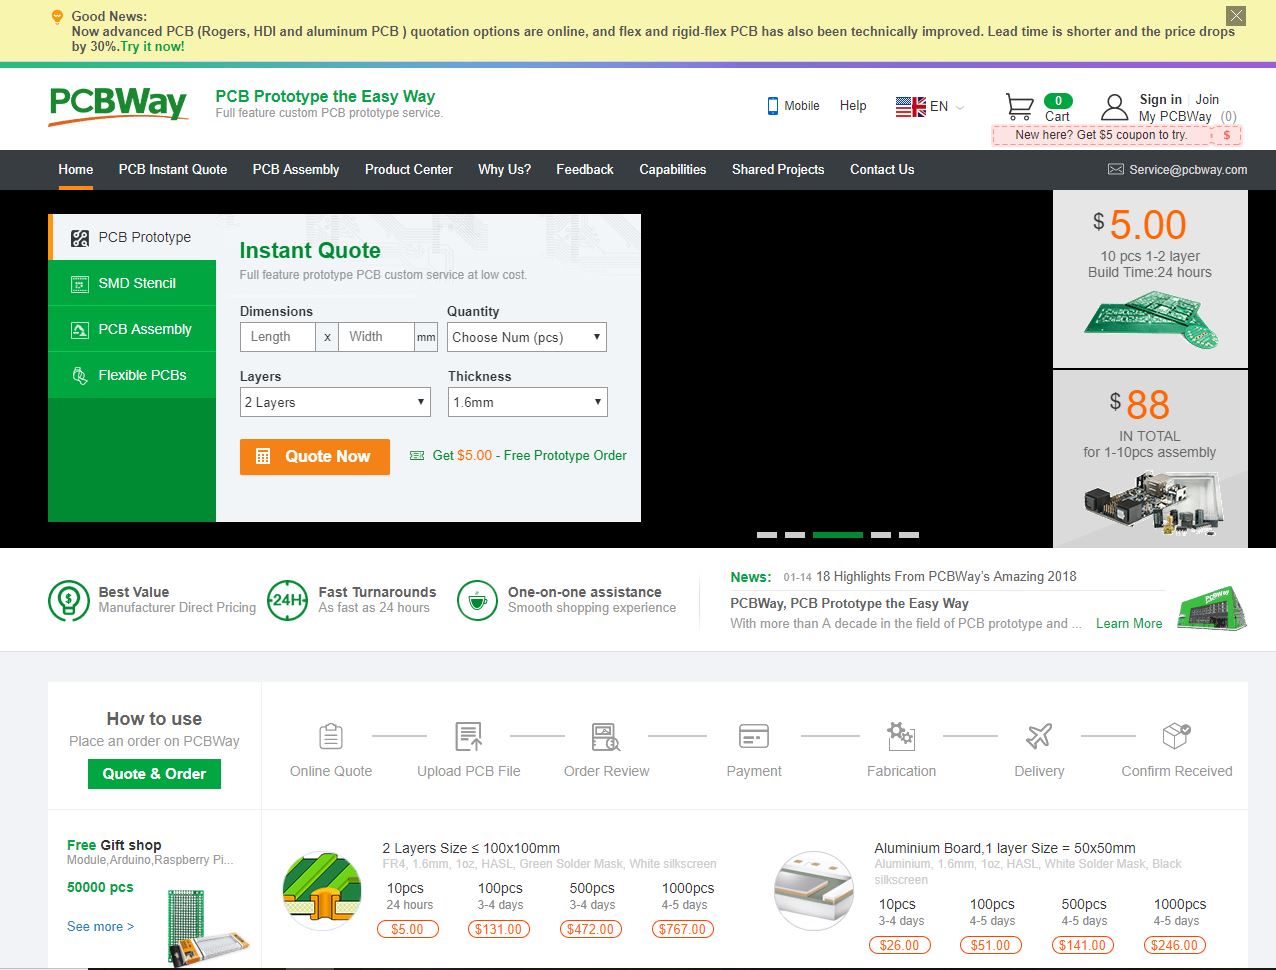 Good News:
Now advanced PCB (Rogers, HDI and aluminum PCB ) quotation options are online, and flex and rigid-flex PCB has also been technically improved. Lead time is shorter and the price drops
by 30%.Try it now!
PCBWay
PCB Prototype the Easy Way
Full feature custom PCB prototype service.
Mobile
Help
EN
0
Cart
Sign in | Join
My PCBWay (0)
New here? Get $5 coupon to try. $
Home
PCB Instant Quote
PCB Assembly
Product Center
Why Us?
Feedback
Capabilities
Shared Projects
Contact Us
Service@pcbway.com
PCB Prototype
SMD Stencil
PCB Assembly
Flexible PCBs
Instant Quote
Full feature prototype PCB custom service at low cost.
Dimensions
Length x Width mm
Quantity
Choose Num (pcs)
Layers
2 Layers
Thickness
1.6mm
Quote Now
Get $5.00 - Free Prototype Order
$ 5.00
10 pcs 1-2 layer
Build Time:24 hours
$ 88
IN TOTAL
for 1-10pcs assembly
$
Best Value
Manufacturer Direct Pricing
24H
Fast Turnarounds
As fast as 24 hours
One-on-one assistance
Smooth shopping experience
News: 01-14 18 Highlights From PCBWay's Amazing 2018
PCBWay, PCB Prototype the Easy Way
With more than A decade in the field of PCB prototype and ... Learn More
PCBWay
How to use
Place an order on PCBWay
Quote & Order
Online Quote
Upload PCB File
Order Review
Payment
Fabrication
Delivery
Confirm Received
Free Gift shop
Module,Arduino,Raspberry Pi...
50000 pcs
See more >
2 Layers Size ≤ 100x100mm
FR4, 1.6mm, 1oz, HASL, Green Solder Mask, White silkscreen
10pcs 100pcs 500pcs 1000pcs
24 hours 3-4 days 3-4 days 4-5 days
$5.00 $131.00 $472.00 $767.00
Aluminium Board,1 layer Size = 50x50mm
Aluminium, 1.6mm, 1oz, HASL, White Solder Mask, Black
silkscreen
10pcs 100pcs 500pcs 1000pcs
3-4 days 4-5 days 4-5 days 4-5 days
$26.00 $51.00 $141.00 $246.00